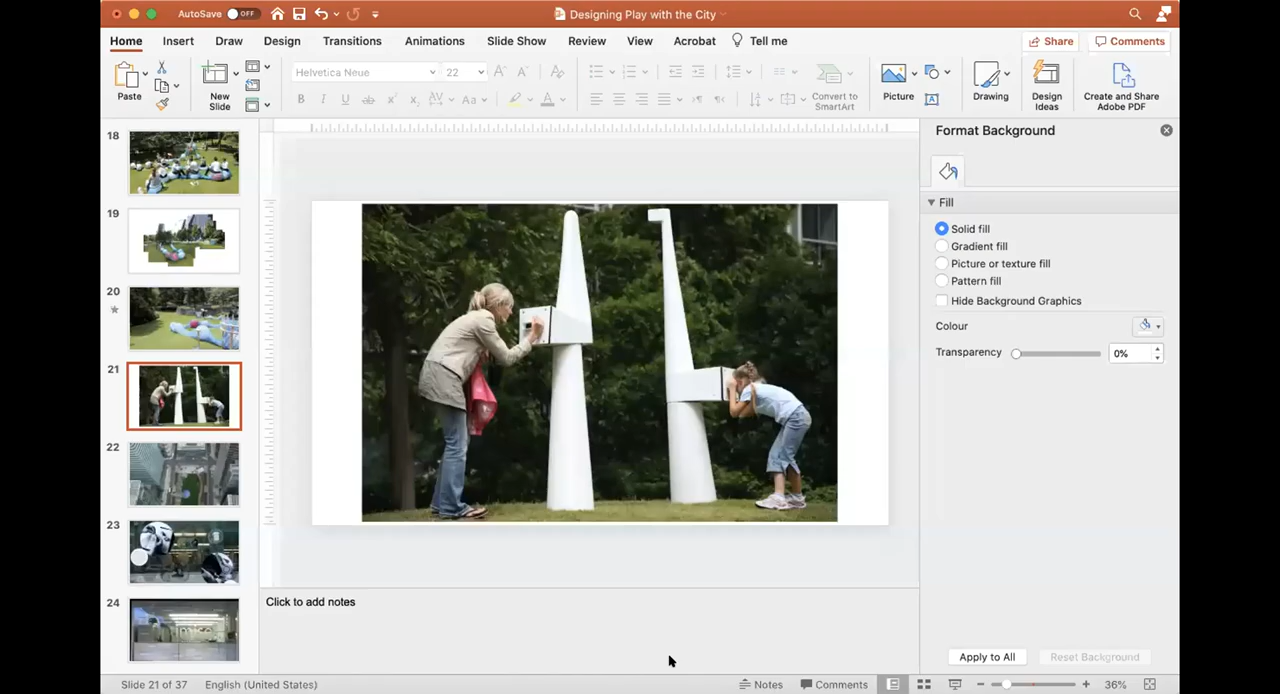 AutoSave OFF
Designing Play with the City
Home Insert Draw Design Transitions Animations Slide Show Review View Acrobat Tell me
Share Comments
Paste
New Slide
Helvetica Neue 22
Convert to SmartArt
Picture
Drawing
Design Ideas
Create and Share Adobe PDF
18
19
20
21
22
23
24
Format Background
Fill
Solid fill
Gradient fill
Picture or texture fill
Pattern fill
Hide Background Graphics
Colour
Transparency 0%
Click to add notes
Apply to All Reset Background
Slide 21 of 37 English (United States) Notes Comments 36%